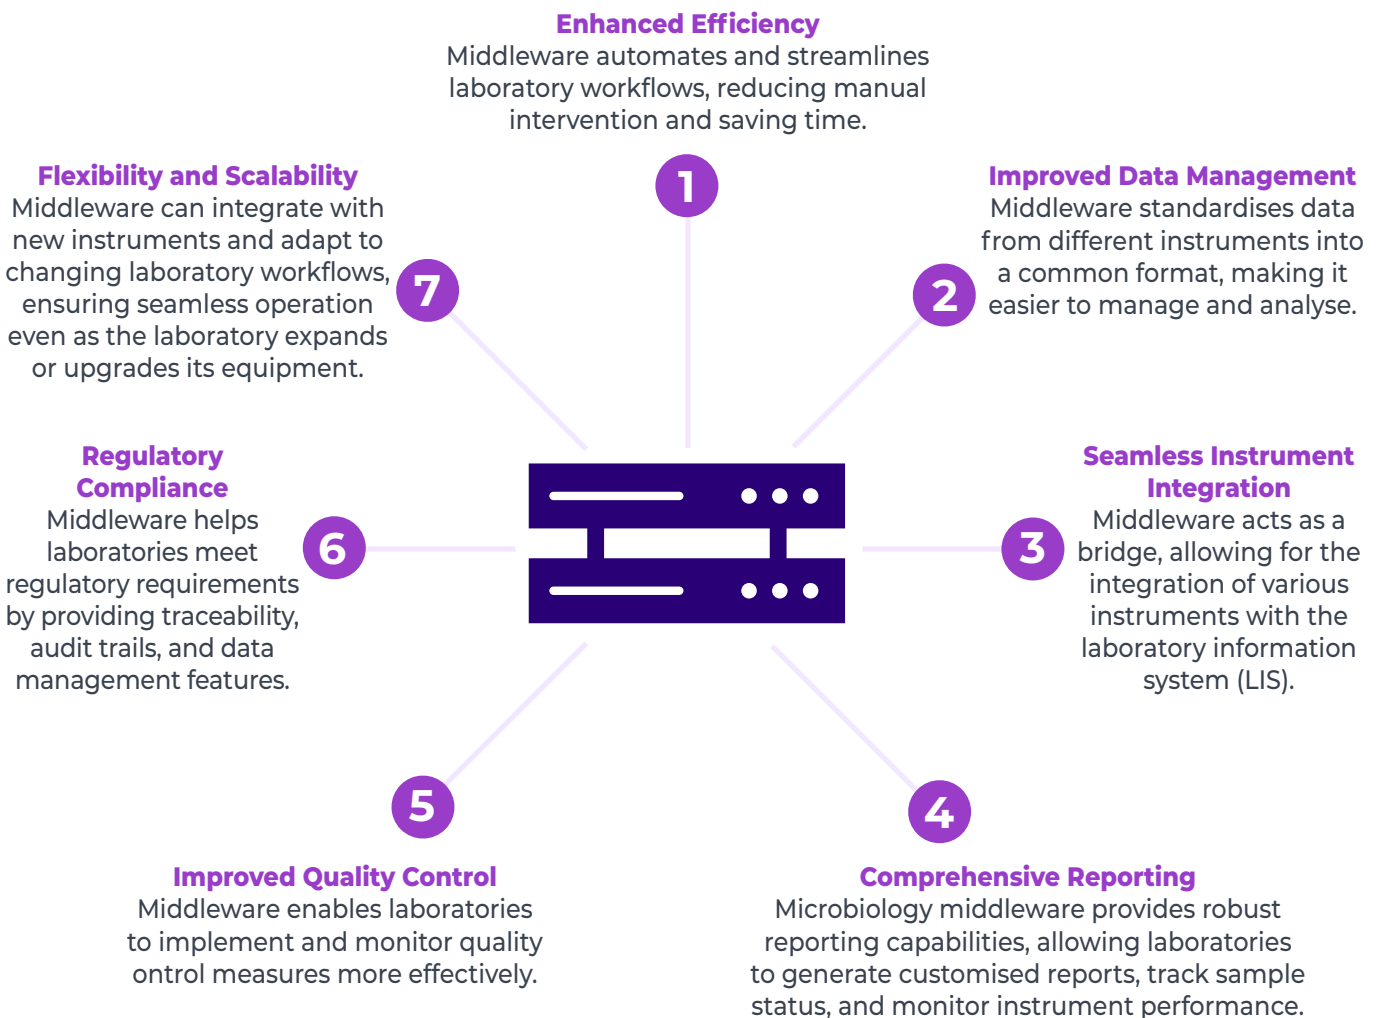 Enhanced Efficiency
Middleware automates and streamlines
laboratory workflows, reducing manual
intervention and saving time.
1
Improved Data Management
Middleware standardises data
from different instruments into
a common format, making it
easier to manage and analyse.
2
Seamless Instrument
Integration
Middleware acts as a
bridge, allowing for the
integration of various
instruments with the
laboratory information
system (LIS).
3
4
Comprehensive Reporting
Microbiology middleware provides robust
reporting capabilities, allowing laboratories
to generate customised reports, track sample
status, and monitor instrument performance.
5
Improved Quality Control
Middleware enables laboratories
to implement and monitor quality
ontrol measures more effectively.
Regulatory
Compliance
Middleware helps
laboratories meet
regulatory requirements
by providing traceability,
audit trails, and data
management features.
6
Flexibility and Scalability
Middleware can integrate with
new instruments and adapt to
changing laboratory workflows,
ensuring seamless operation
even as the laboratory expands
or upgrades its equipment.
7